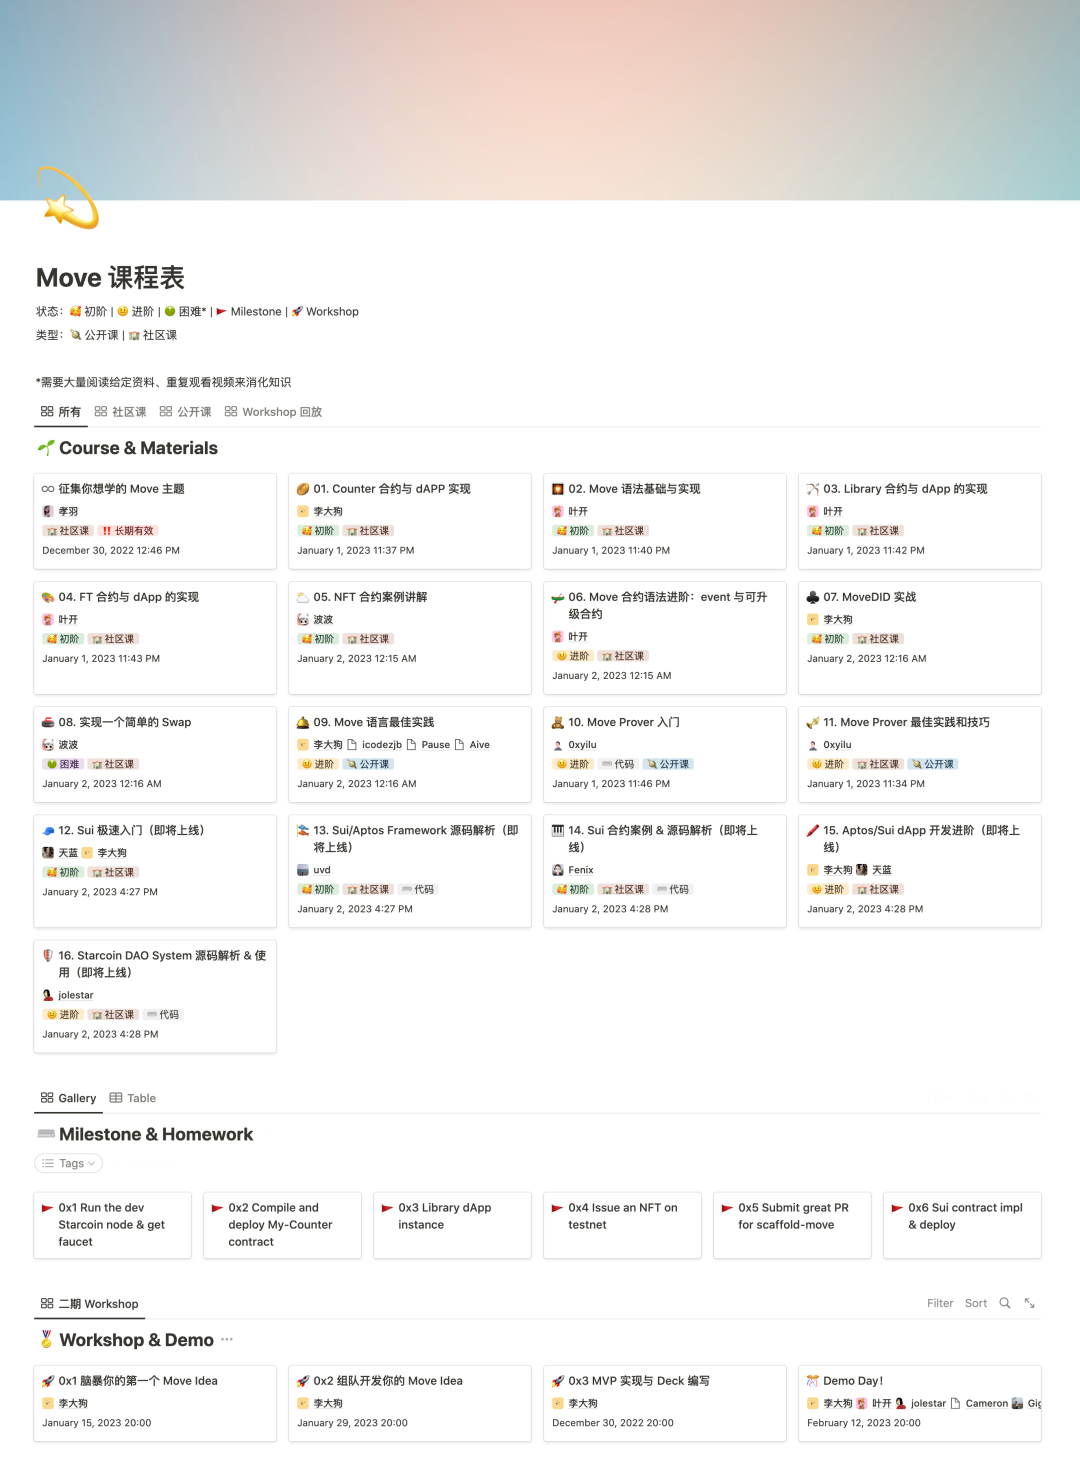 Move 课程表
状态：🥰 初阶 | 🫡 进阶 | 🤢 困难* | 🚩 Milestone | 🚀 Workshop
类型：🛰 公开课 | 🏫 社区课
*需要大量阅读给定资料、重复观看视频来消化知识
所有 社区课 公开课 Workshop 回放
Course & Materials
征集你想学的 Move 主题
孝羽
社区课 ‼️ 长期有效
December 30, 2022 12:46 PM
01. Counter 合约与 dAPP 实现
李大狗
初阶 社区课
January 1, 2023 11:37 PM
02. Move 语法基础与实现
叶开
初阶 社区课
January 1, 2023 11:40 PM
03. Library 合约与 dApp 的实现
叶开
初阶 社区课
January 1, 2023 11:42 PM
04. FT 合约与 dApp 的实现
叶开
初阶 社区课
January 1, 2023 11:43 PM
05. NFT 合约案例讲解
波波
初阶 社区课
January 2, 2023 12:15 AM
06. Move 合约语法进阶：event 与可升
级合约
叶开
进阶 社区课
January 2, 2023 12:15 AM
07. MoveDID 实战
李大狗
初阶 社区课
January 2, 2023 12:16 AM
08. 实现一个简单的 Swap
波波
困难 社区课
January 2, 2023 12:16 AM
09. Move 语言最佳实践
李大狗 icodezjb Pause Aive
进阶 公开课
January 2, 2023 12:16 AM
10. Move Prover 入门
0xyilu
进阶 代码 公开课
January 1, 2023 11:46 PM
11. Move Prover 最佳实践和技巧
0xyilu
进阶 社区课 公开课
January 1, 2023 11:34 PM
12. Sui 极速入门（即将上线）
天蓝 李大狗
初阶 社区课
January 2, 2023 4:27 PM
13. Sui/Aptos Framework 源码解析（即
将上线）
uvd
初阶 社区课 代码
January 2, 2023 4:27 PM
14. Sui 合约案例 & 源码解析（即将上
线）
Fenix
初阶 社区课 代码
January 2, 2023 4:28 PM
15. Aptos/Sui dApp 开发进阶（即将上
线）
李大狗 天蓝
进阶 社区课
January 2, 2023 4:28 PM
16. Starcoin DAO System 源码解析 & 使
用（即将上线）
jolestar
进阶 社区课 代码
January 2, 2023 4:28 PM
Gallery Table
Milestone & Homework
Tags
0x1 Run the dev
Starcoin node & get
faucet
0x2 Compile and
deploy My-Counter
contract
0x3 Library dApp
instance
0x4 Issue an NFT on
testnet
0x5 Submit great PR
for scaffold-move
0x6 Sui contract impl
& deploy
二期 Workshop Filter Sort
Workshop & Demo ···
0x1 脑暴你的第一个 Move Idea
李大狗
January 15, 2023 20:00
0x2 组队开发你的 Move Idea
李大狗
January 29, 2023 20:00
0x3 MVP 实现与 Deck 编写
李大狗
December 30, 2022 20:00
Demo Day！
李大狗 叶开 jolestar Cameron
February 12, 2023 20:00